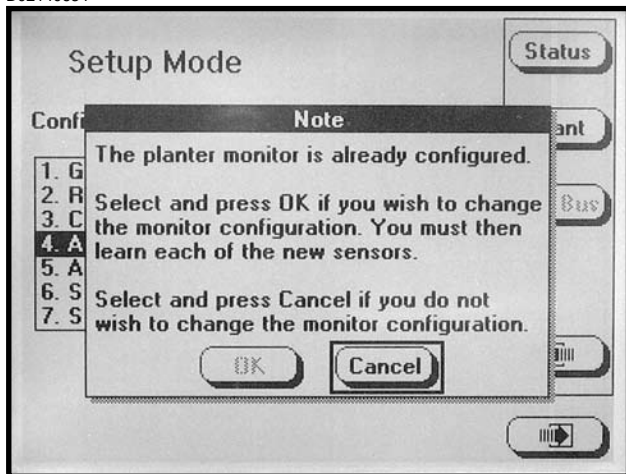 Setup Mode
Status
Confi
Note
ant
The planter monitor is already configured.
1. G
2. R
Select and press OK if you wish to change
Bus
3. C
the monitor configuration. You must then
4. A
learn each of the new sensors.
5. A
6. S
Select and press Cancel if you do not
7. S
wish to change the monitor configuration.
OK
Cancel